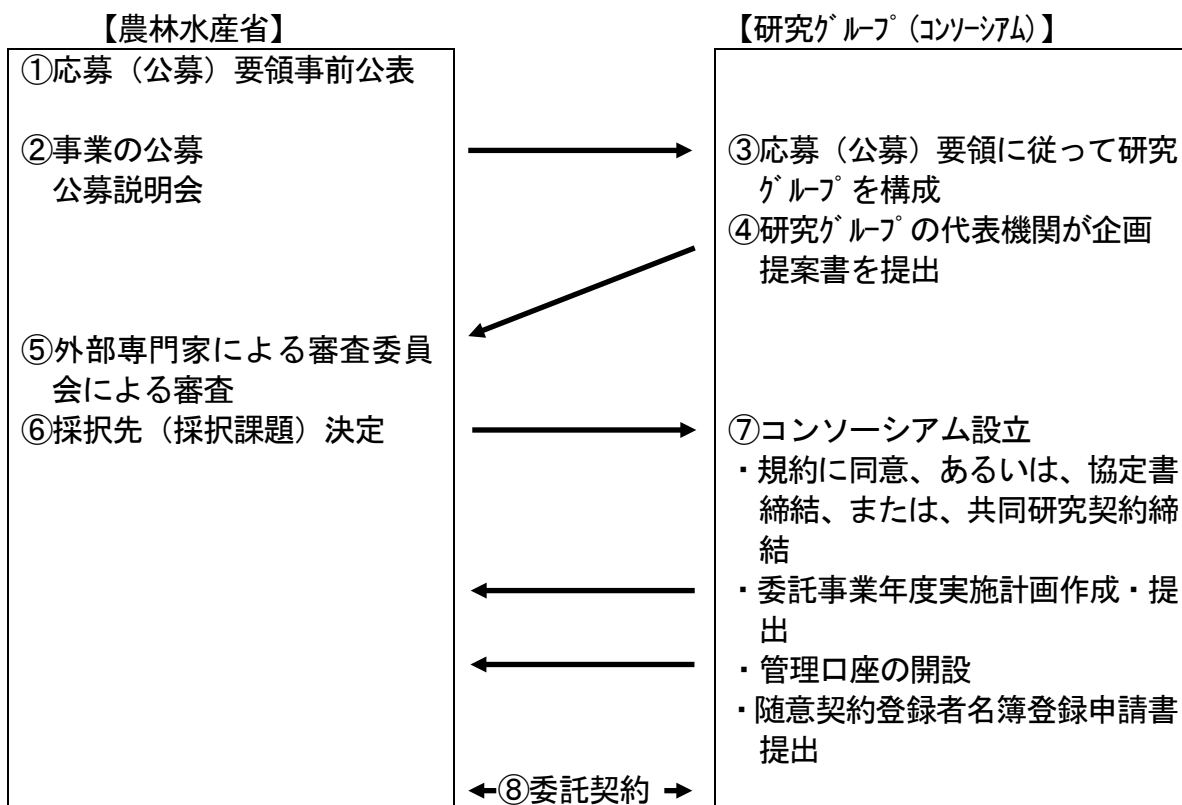 【農林水産省】
【研究ｸﾞﾙｰﾌﾟ(ｺﾝｿｰｼｱﾑ)】
①応募（公募）要領事前公表
②事業の公募
公募説明会
③応募（公募）要領に従って研究
ｸﾞﾙｰﾌﾟを構成
④研究ｸﾞﾙｰﾌﾟの代表機関が企画
提案書を提出
⑤外部専門家による審査委員
会による審査
⑥採択先（採択課題）決定
⑦コンソーシアム設立
・規約に同意、あるいは、協定書
締結、または、共同研究契約締
結
・委託事業年度実施計画作成・提
出
・管理口座の開設
・随意契約登録者名簿登録申請書
提出
⑧委託契約